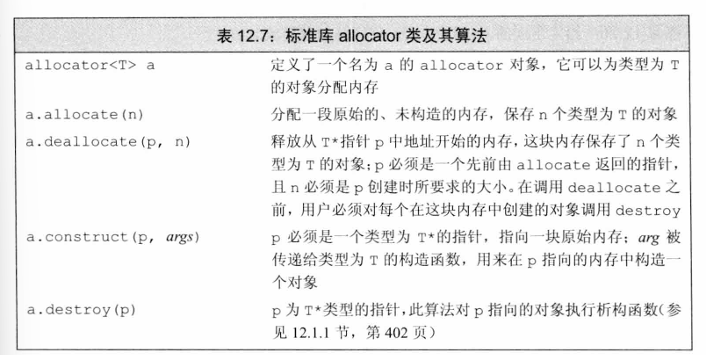 表 12.7：标准库 allocator 类及其算法
allocator<T> a 定义了一个名为 a 的 allocator 对象，它可以为类型为 T
的对象分配内存
a.allocate(n) 分配一段原始的、未构造的内存，保存 n 个类型为 T 的对象
a.deallocate(p, n) 释放从 T*指针 p 中地址开始的内存，这块内存保存了 n 个类
型为 T 的对象；p 必须是一个先前由 allocate 返回的指针，
且 n 必须是 p 创建时所要求的大小。在调用 deallocate 之
前，用户必须对每个在这块内存中创建的对象调用 destroy
a.construct(p, args) p 必须是一个类型为 T*的指针，指向一块原始内存；arg 被
传递给类型为 T 的构造函数，用来在 p 指向的内存中构造一
个对象
a.destroy(p) p 为 T*类型的指针，此算法对 p 指向的对象执行析构函数（参
见 12.1.1 节，第 402 页）